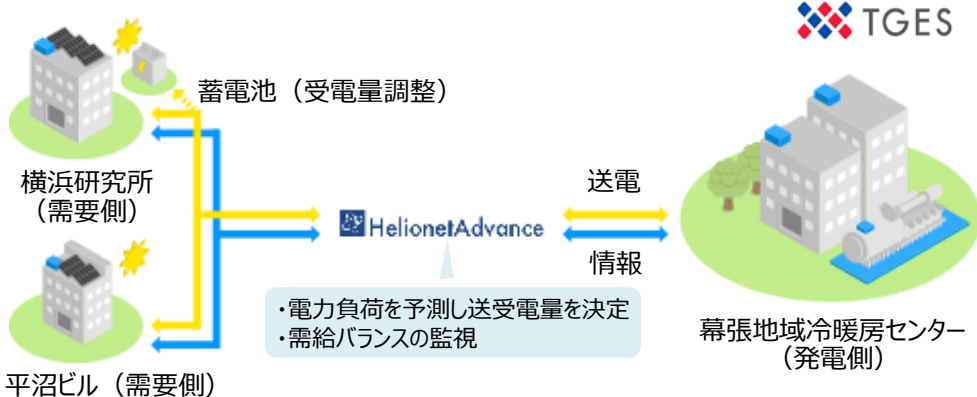 TGES
蓄電池（受電量調整）
横浜研究所
（需要側）
送電
HelionetAdvance
情報
・電力負荷を予測し送受電量を決定
・需給バランスの監視
幕張地域冷暖房センター
（発電側）
平沼ビル（需要側）